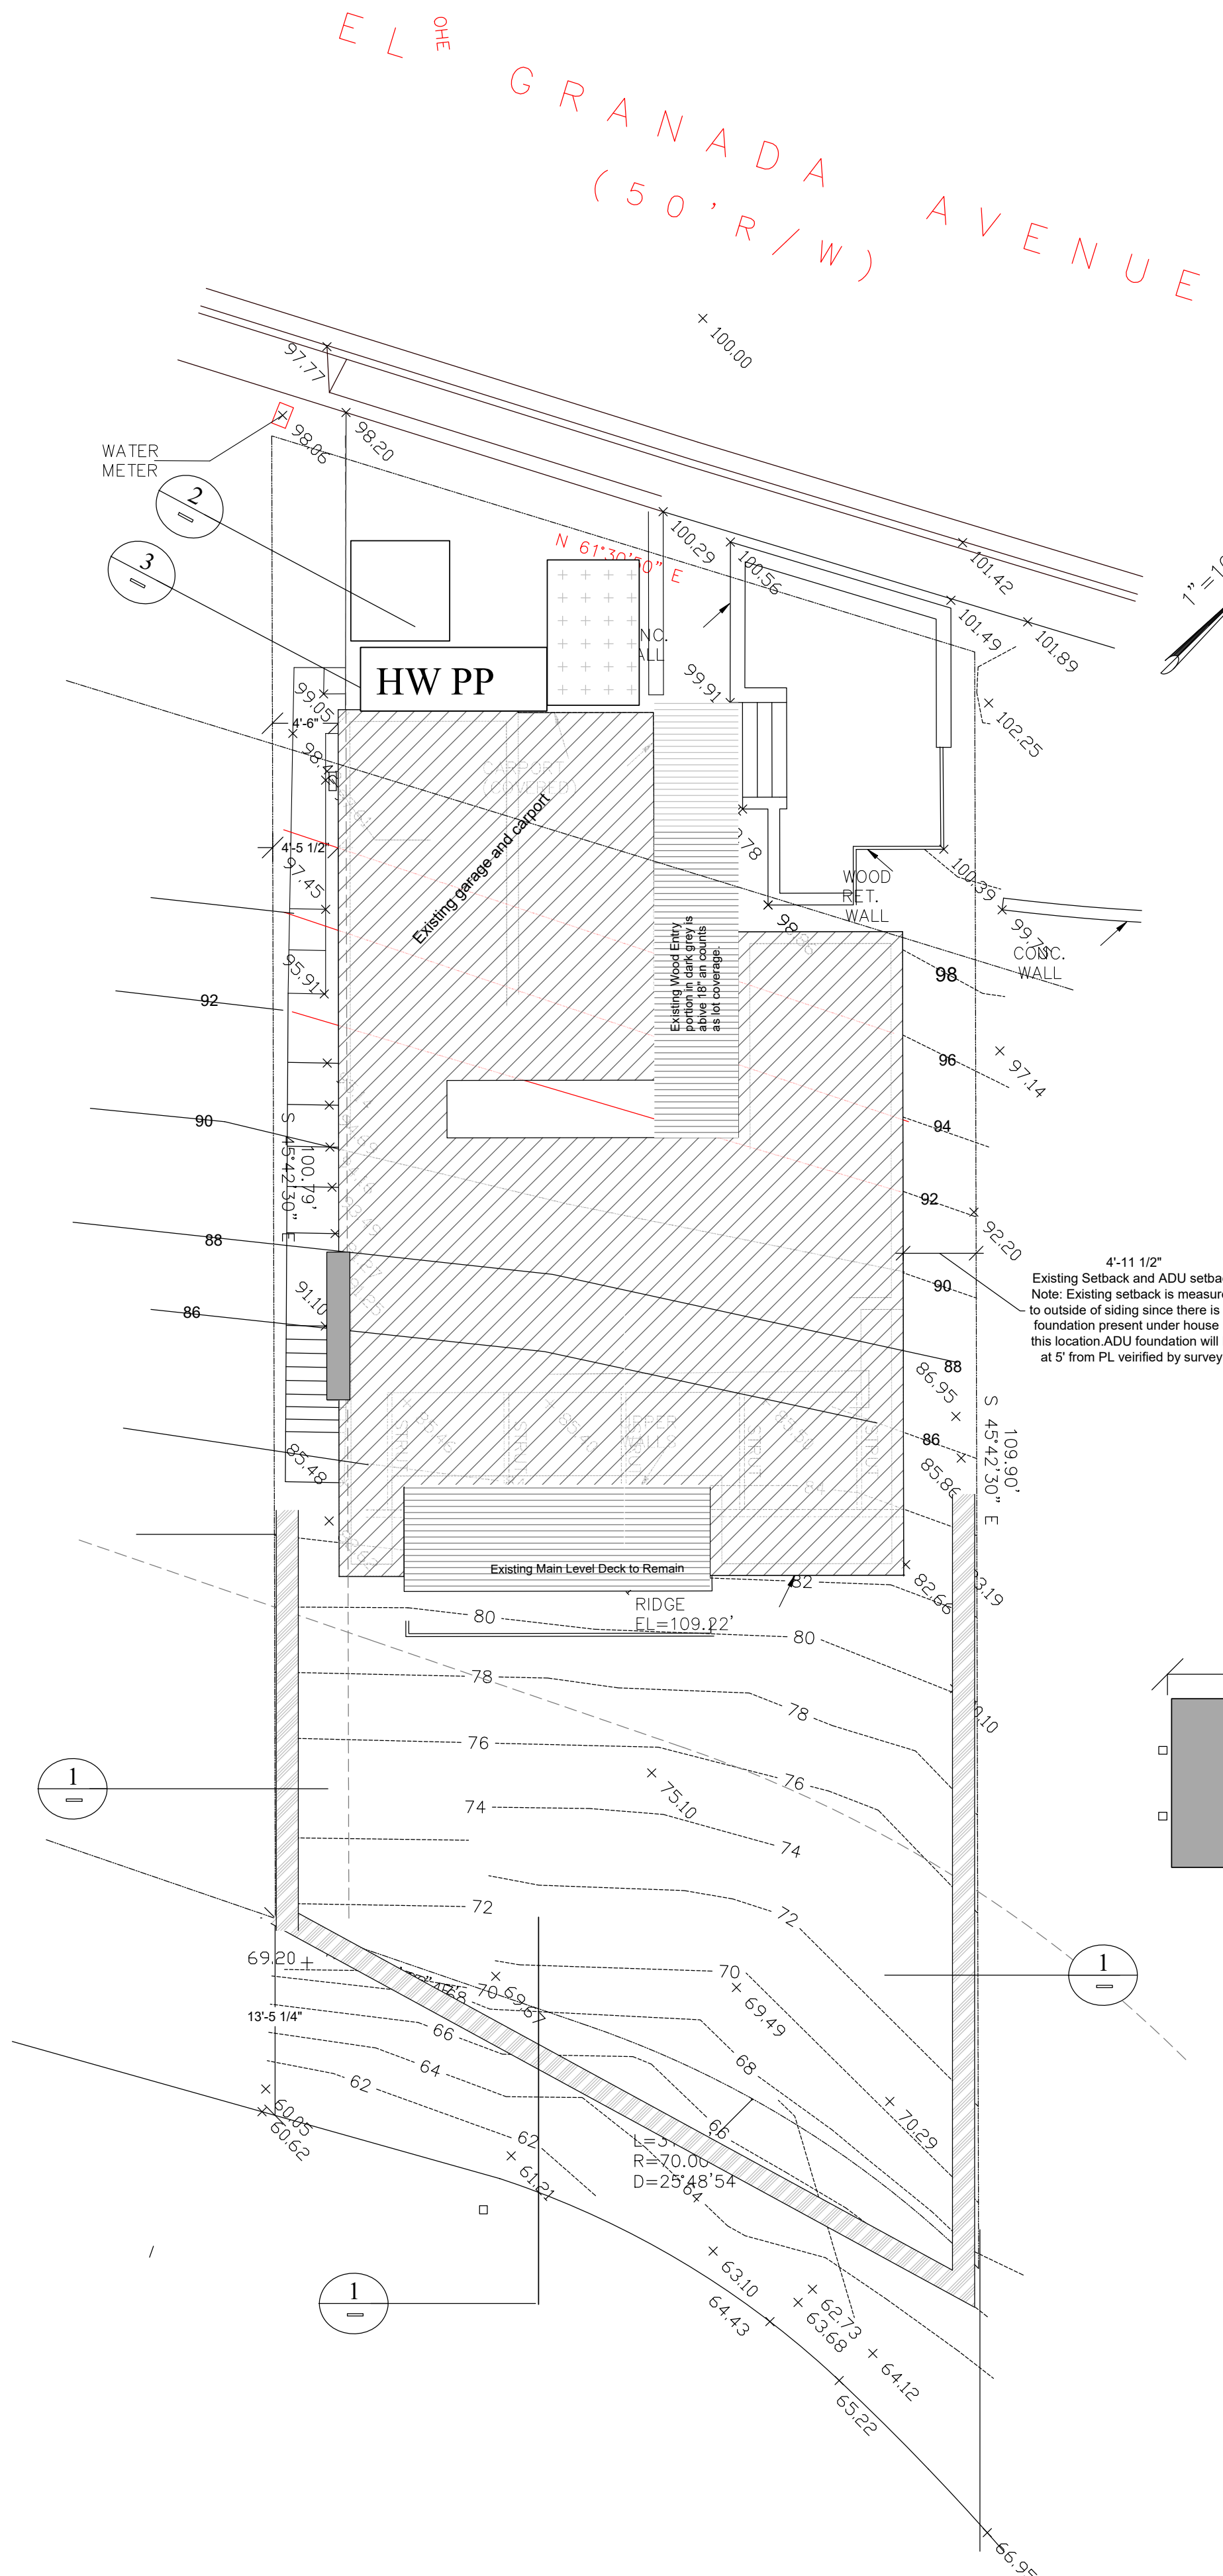 EL GRANADA AVENUE
OHE
(50'R/W)
100.00
97.77
98.06
98.20
WATER
METER
2
3
N 61°30'30" E
100.29
100.56
101.42
101.49
101.89
1" =
HW PP
99.91
99.05
4'-6"
102.25
CARPORT
(COVERED)
Existing garage and carport
4'-5 1/2"
97.45
WOOD
RET.
WALL
100.39
99.75
CONC.
WALL
Existing Wood Entry
portion in dark grey is
abive 18" an counts
as lot coverage.
95.91
98
92
96
97.14
90
94
S 45°42'30" E
100.79'
92
92.20
88
90
4'-11 1/2"
Existing Setback and ADU
Note: Existing setback is
to outside of siding since there is
foundation present under house
this location.ADU foundation will
at 5' from PL veirified by survey
91.10
86
88
86.95
S 45°42'30" E
109.90'
86
85.86
85.48
Existing Main Level Deck to Remain
82
82.66
RIDGE
EL=109.22'
80
80
78
78
76
76
75.10
1
74
74
72
72
69.20
70
70
69.67
69.49
1
13'-5 1/4"
66
68
64
62
60.05
60.62
62
66
70.29
61.21
R=70.00
D=25°48'54
64
63.10
64.43
62.73
63.68
64.12
65.22
1
66.95